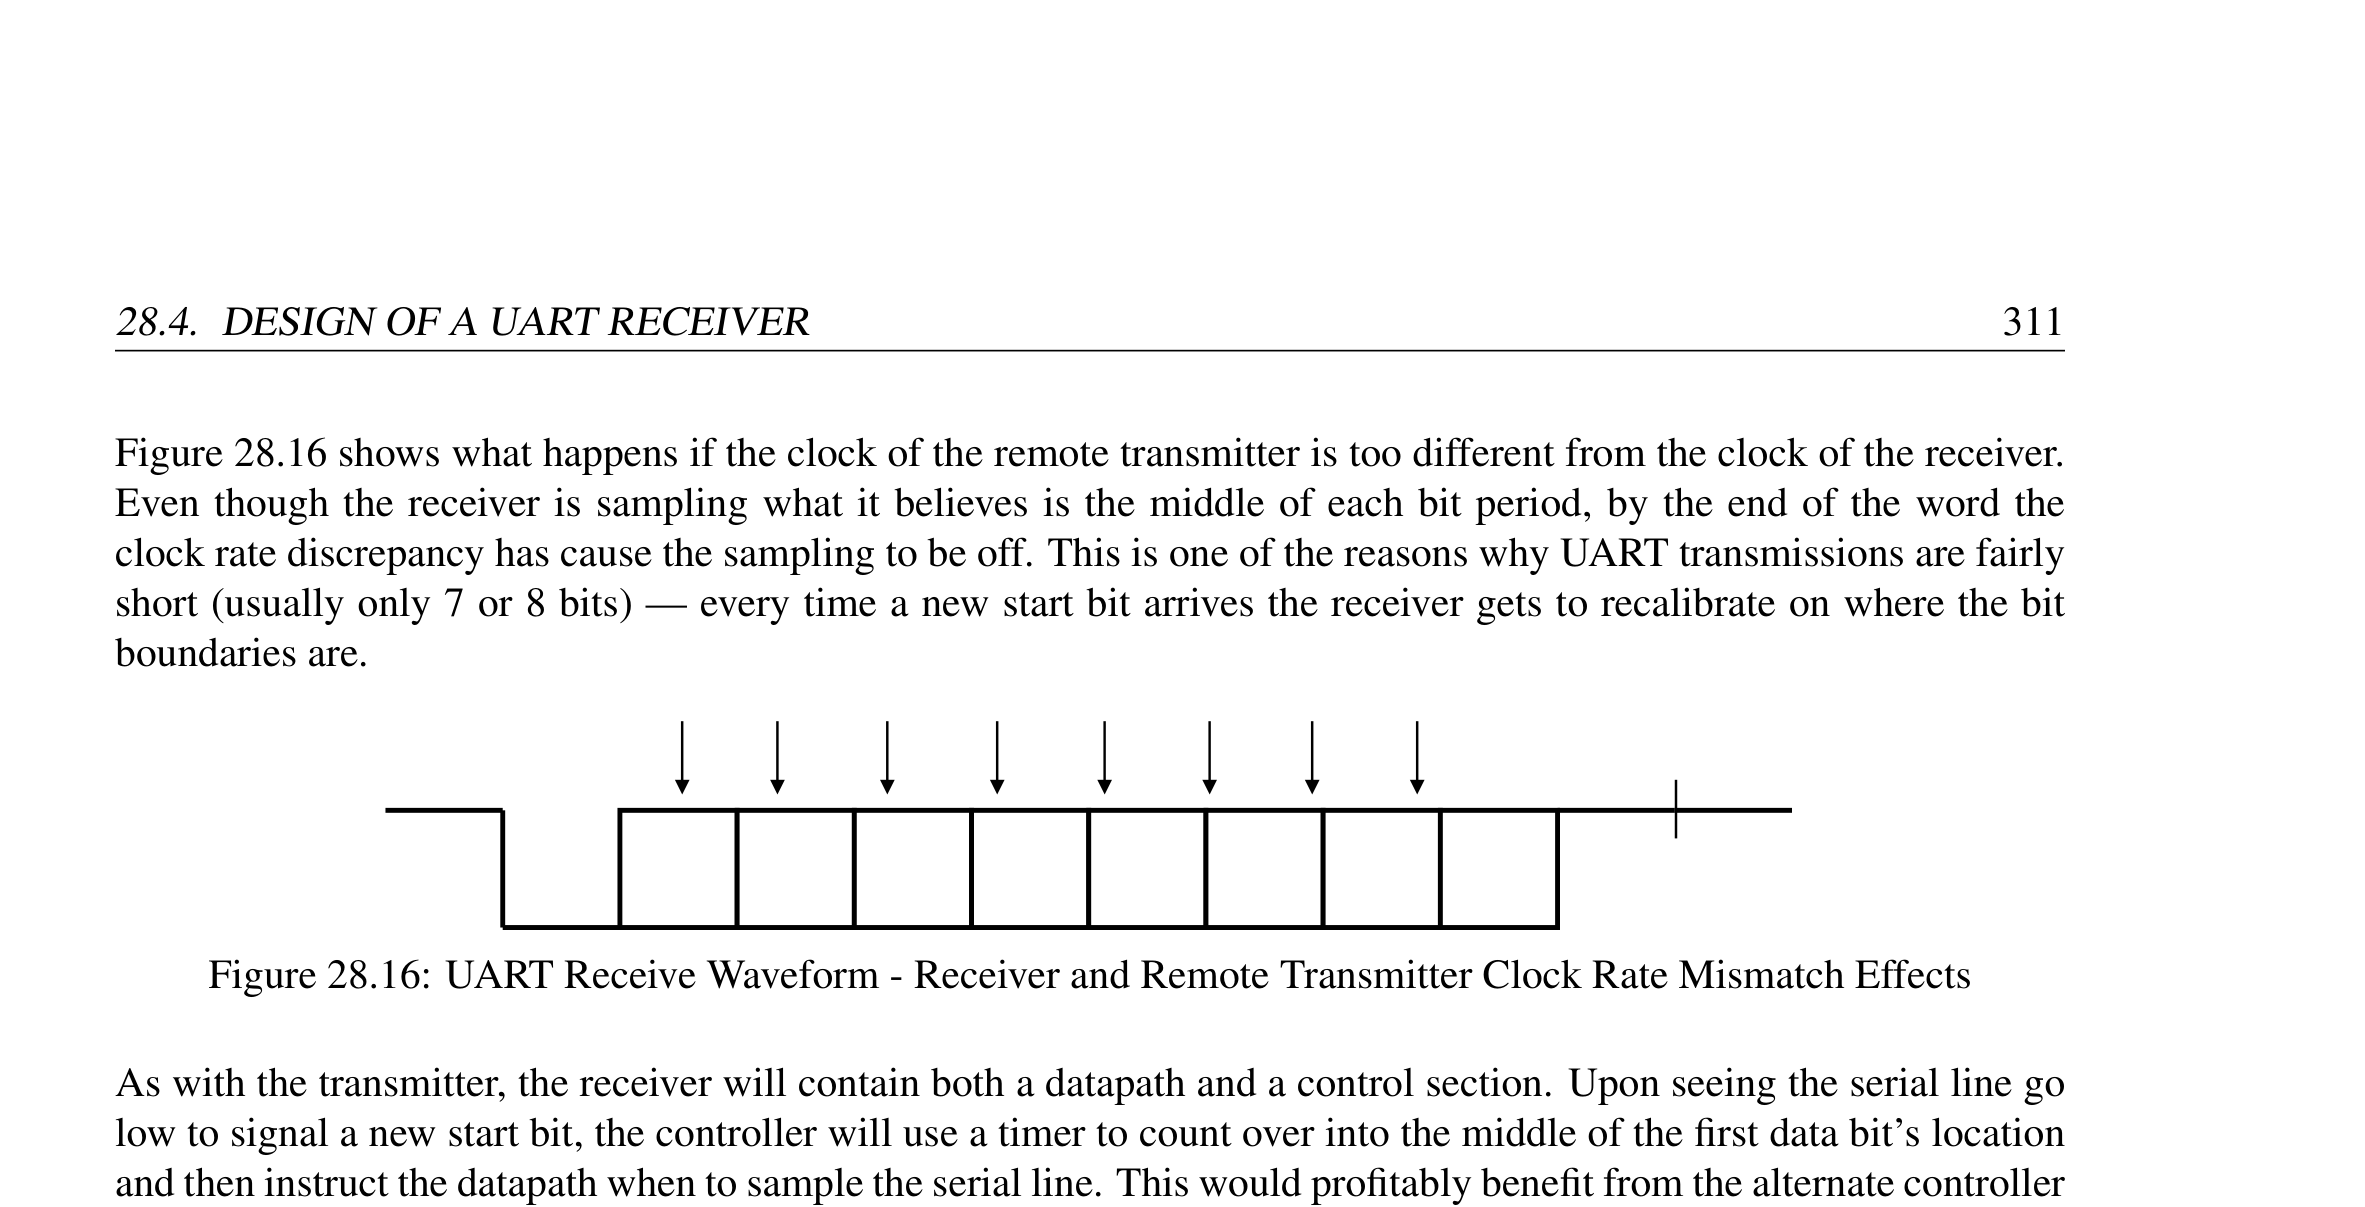 28.4. DESIGN OF A UART RECEIVER 311
Figure 28.16 shows what happens if the clock of the remote transmitter is too different from the clock of the receiver.
Even though the receiver is sampling what it believes is the middle of each bit period, by the end of the word the
clock rate discrepancy has cause the sampling to be off. This is one of the reasons why UART transmissions are fairly
short (usually only 7 or 8 bits) — every time a new start bit arrives the receiver gets to recalibrate on where the bit
boundaries are.
Figure 28.16: UART Receive Waveform - Receiver and Remote Transmitter Clock Rate Mismatch Effects
As with the transmitter, the receiver will contain both a datapath and a control section. Upon seeing the serial line go
low to signal a new start bit, the controller will use a timer to count over into the middle of the first data bit's location
and then instruct the datapath when to sample the serial line. This would profitably benefit from the alternate controller